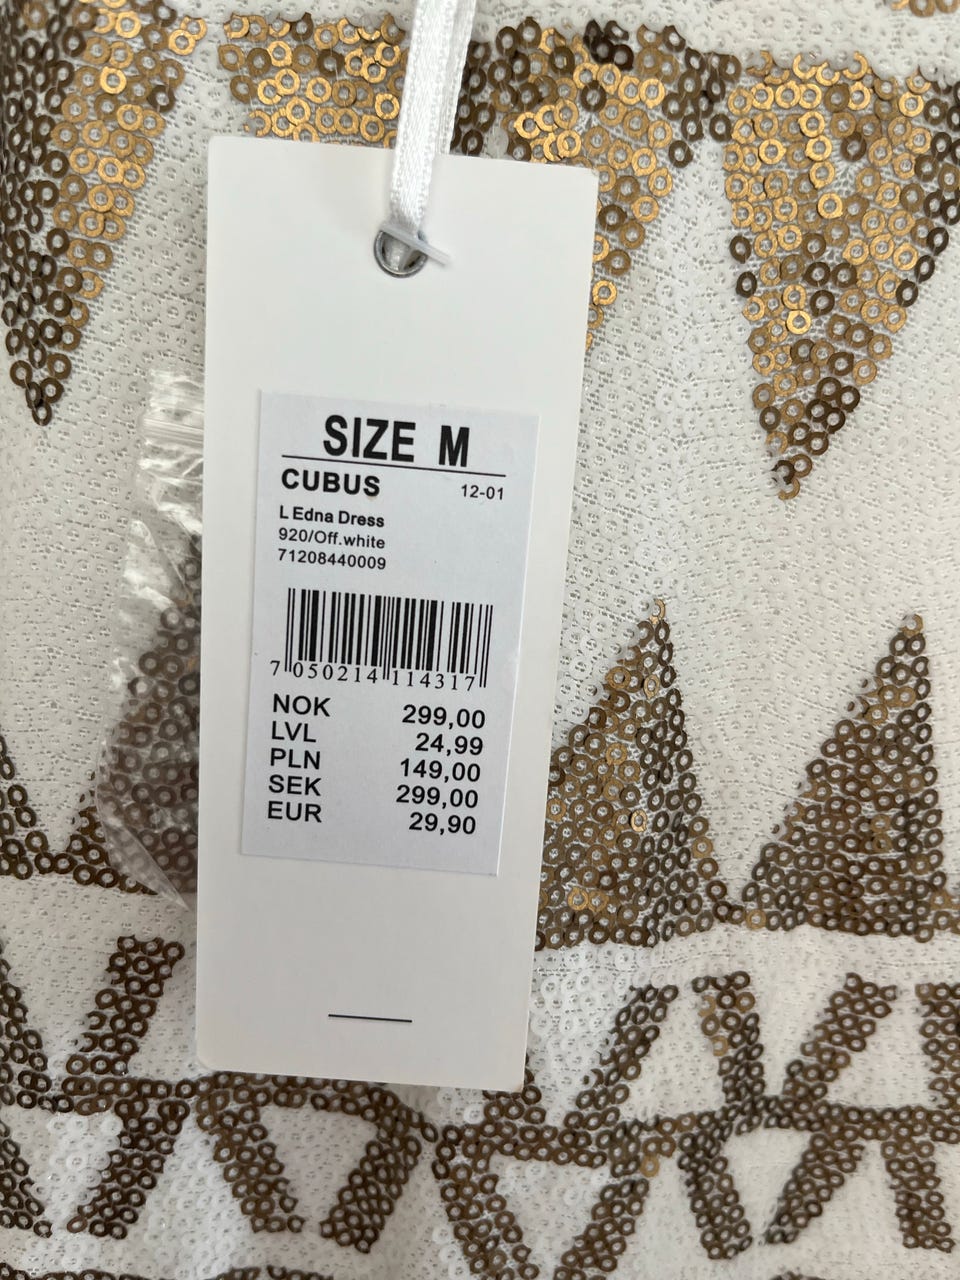 SIZE M
CUBUS 12-01
L Edna Dress
920/Off.white
71208440009
7 050214 114317
NOK 299,00
LVL 24,99
PLN 149,00
SEK 299,00
EUR 29,90